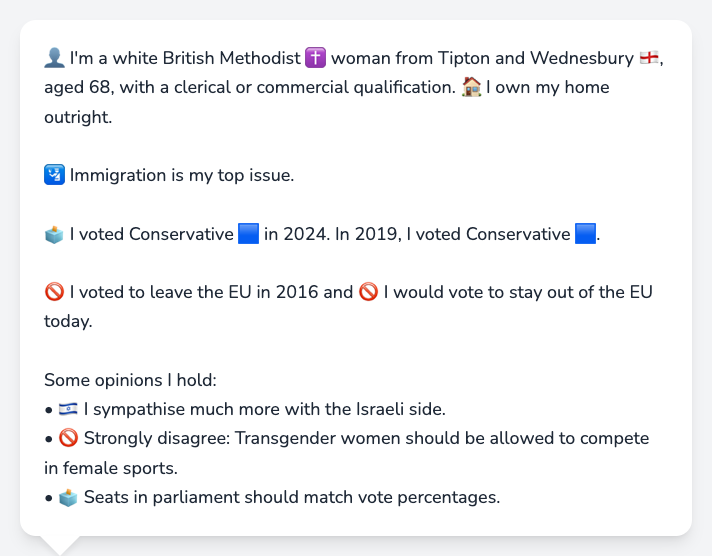 👤 I'm a white British Methodist ✝️ woman from Tipton and Wednesbury 🏴󠁧󠁢󠁥󠁮󠁧󠁿,
aged 68, with a clerical or commercial qualification. 🏠 I own my home
outright.
🛂 Immigration is my top issue.
🗳️ I voted Conservative 🟦 in 2024. In 2019, I voted Conservative 🟦.
🚫 I voted to leave the EU in 2016 and 🚫 I would vote to stay out of the EU
today.
Some opinions I hold:
• 🇮🇱 I sympathise much more with the Israeli side.
• 🚫 Strongly disagree: Transgender women should be allowed to compete
in female sports.
• 🗳️ Seats in parliament should match vote percentages.